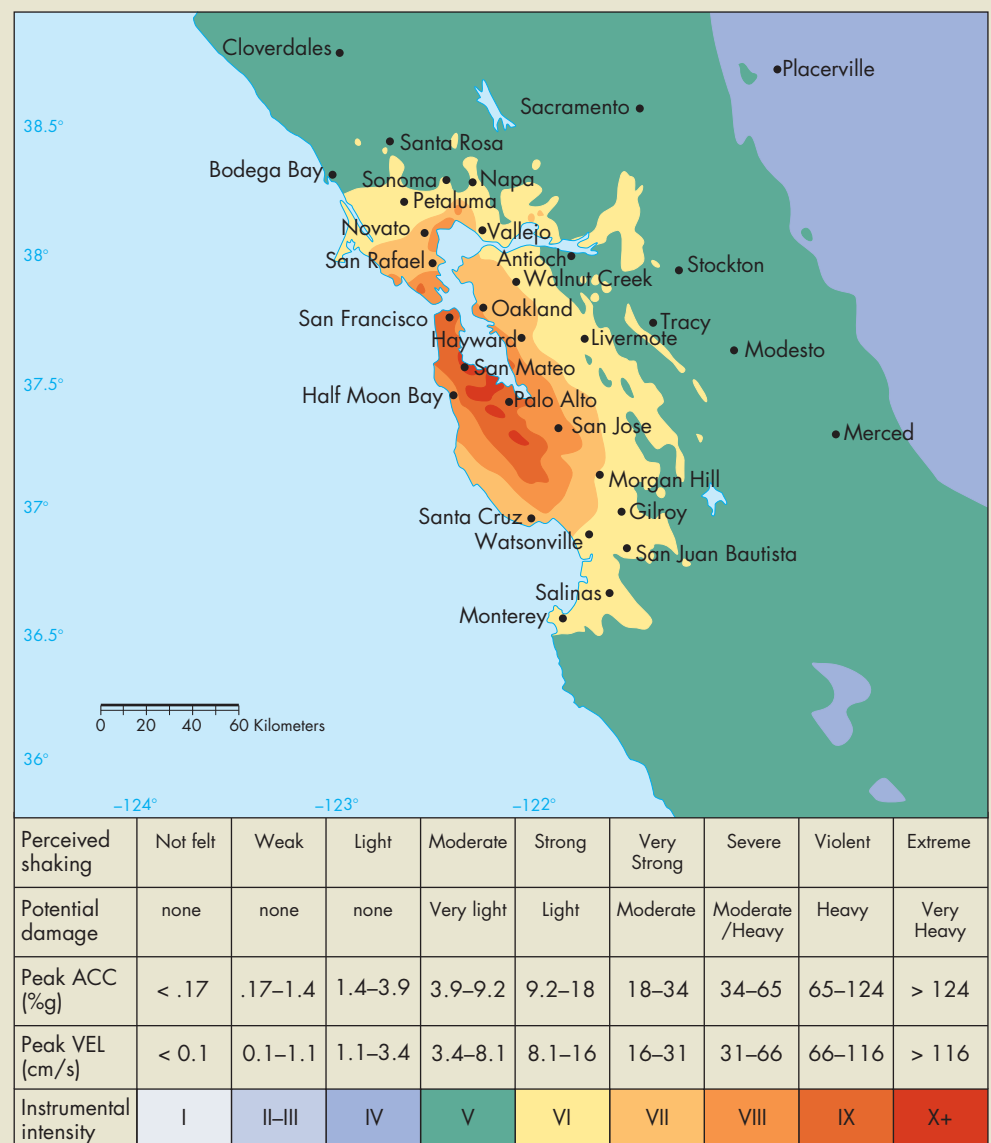 Cloverdales
Placerville
Sacramento
38.5°
Santa Rosa
Bodega Bay
Sonoma
Napa
Petaluma
Novato
Vallejo
38°
San Rafael
Antioch
Stockton
Walnut Creek
Oakland
San Francisco
Tracy
Hayward
Livermote
Modesto
San Mateo
37.5°
Half Moon Bay
Palo Alto
San Jose
Merced
Morgan Hill
37°
Santa Cruz
Gilroy
Watsonville
San Juan Bautista
Salinas
Monterey
36.5°
0 20 40 60 Kilometers
36°
–124° –123° –122°
Perceived shaking Not felt Weak Light Moderate Strong Very Strong Severe Violent Extreme
Potential damage none none none Very light Light Moderate Moderate /Heavy Heavy Very Heavy
Peak ACC (%g) < .17 .17–1.4 1.4–3.9 3.9–9.2 9.2–18 18–34 34–65 65–124 > 124
Peak VEL (cm/s) < 0.1 0.1–1.1 1.1–3.4 3.4–8.1 8.1–16 16–31 31–66 66–116 > 116
Instrumental intensity I II–III IV V VI VII VIII IX X+